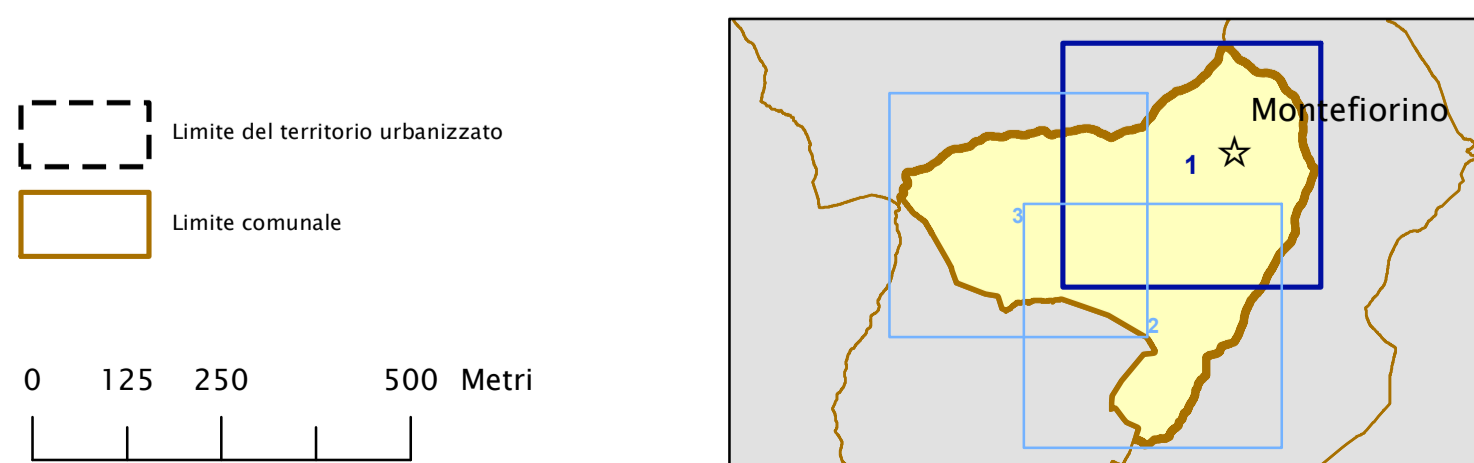 Limite del territorio urbanizzato
Limite comunale
0 125 250 500 Metri
Montefiorino
1
3
2